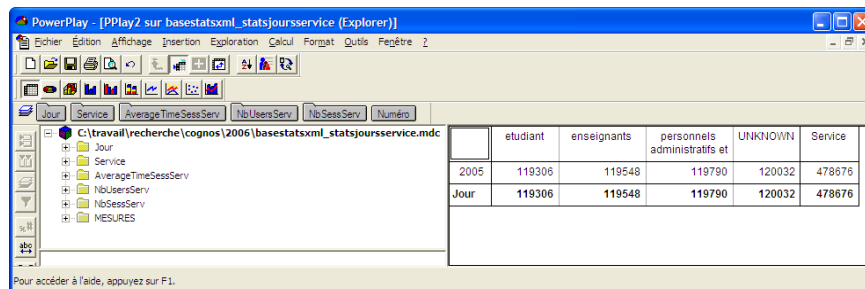 PowerPlay - [PPlay2 sur basestatsxml_statsjoursservice (Explorer)]
Fichier Édition Affichage Insertion Exploration Calcul Format Outils Fenêtre ?
Jour Service AverageTimeSessServ NbUsersServ NbSessServ Numéro
C:\travail\recherche\cognos\2006\basestatsxml_statsjoursservice.mdc
Jour
Service
AverageTimeSessServ
NbUsersServ
NbSessServ
MESURES
etudiant enseignants personnels administratifs et UNKNOWN Service
2005 119306 119548 119790 120032 478676
Jour 119306 119548 119790 120032 478676
abc
Pour accéder à l'aide, appuyez sur F1.